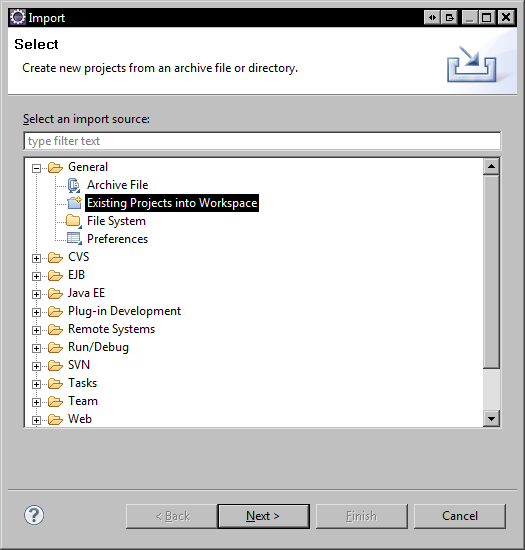 Import
Select
Create new projects from an archive file or directory.
Select an import source:
type filter text
General
Archive File
Existing Projects into Workspace
File System
Preferences
CVS
EJB
Java EE
Plug-in Development
Remote Systems
Run/Debug
SVN
Tasks
Team
Web
? < Back Next > Finish Cancel